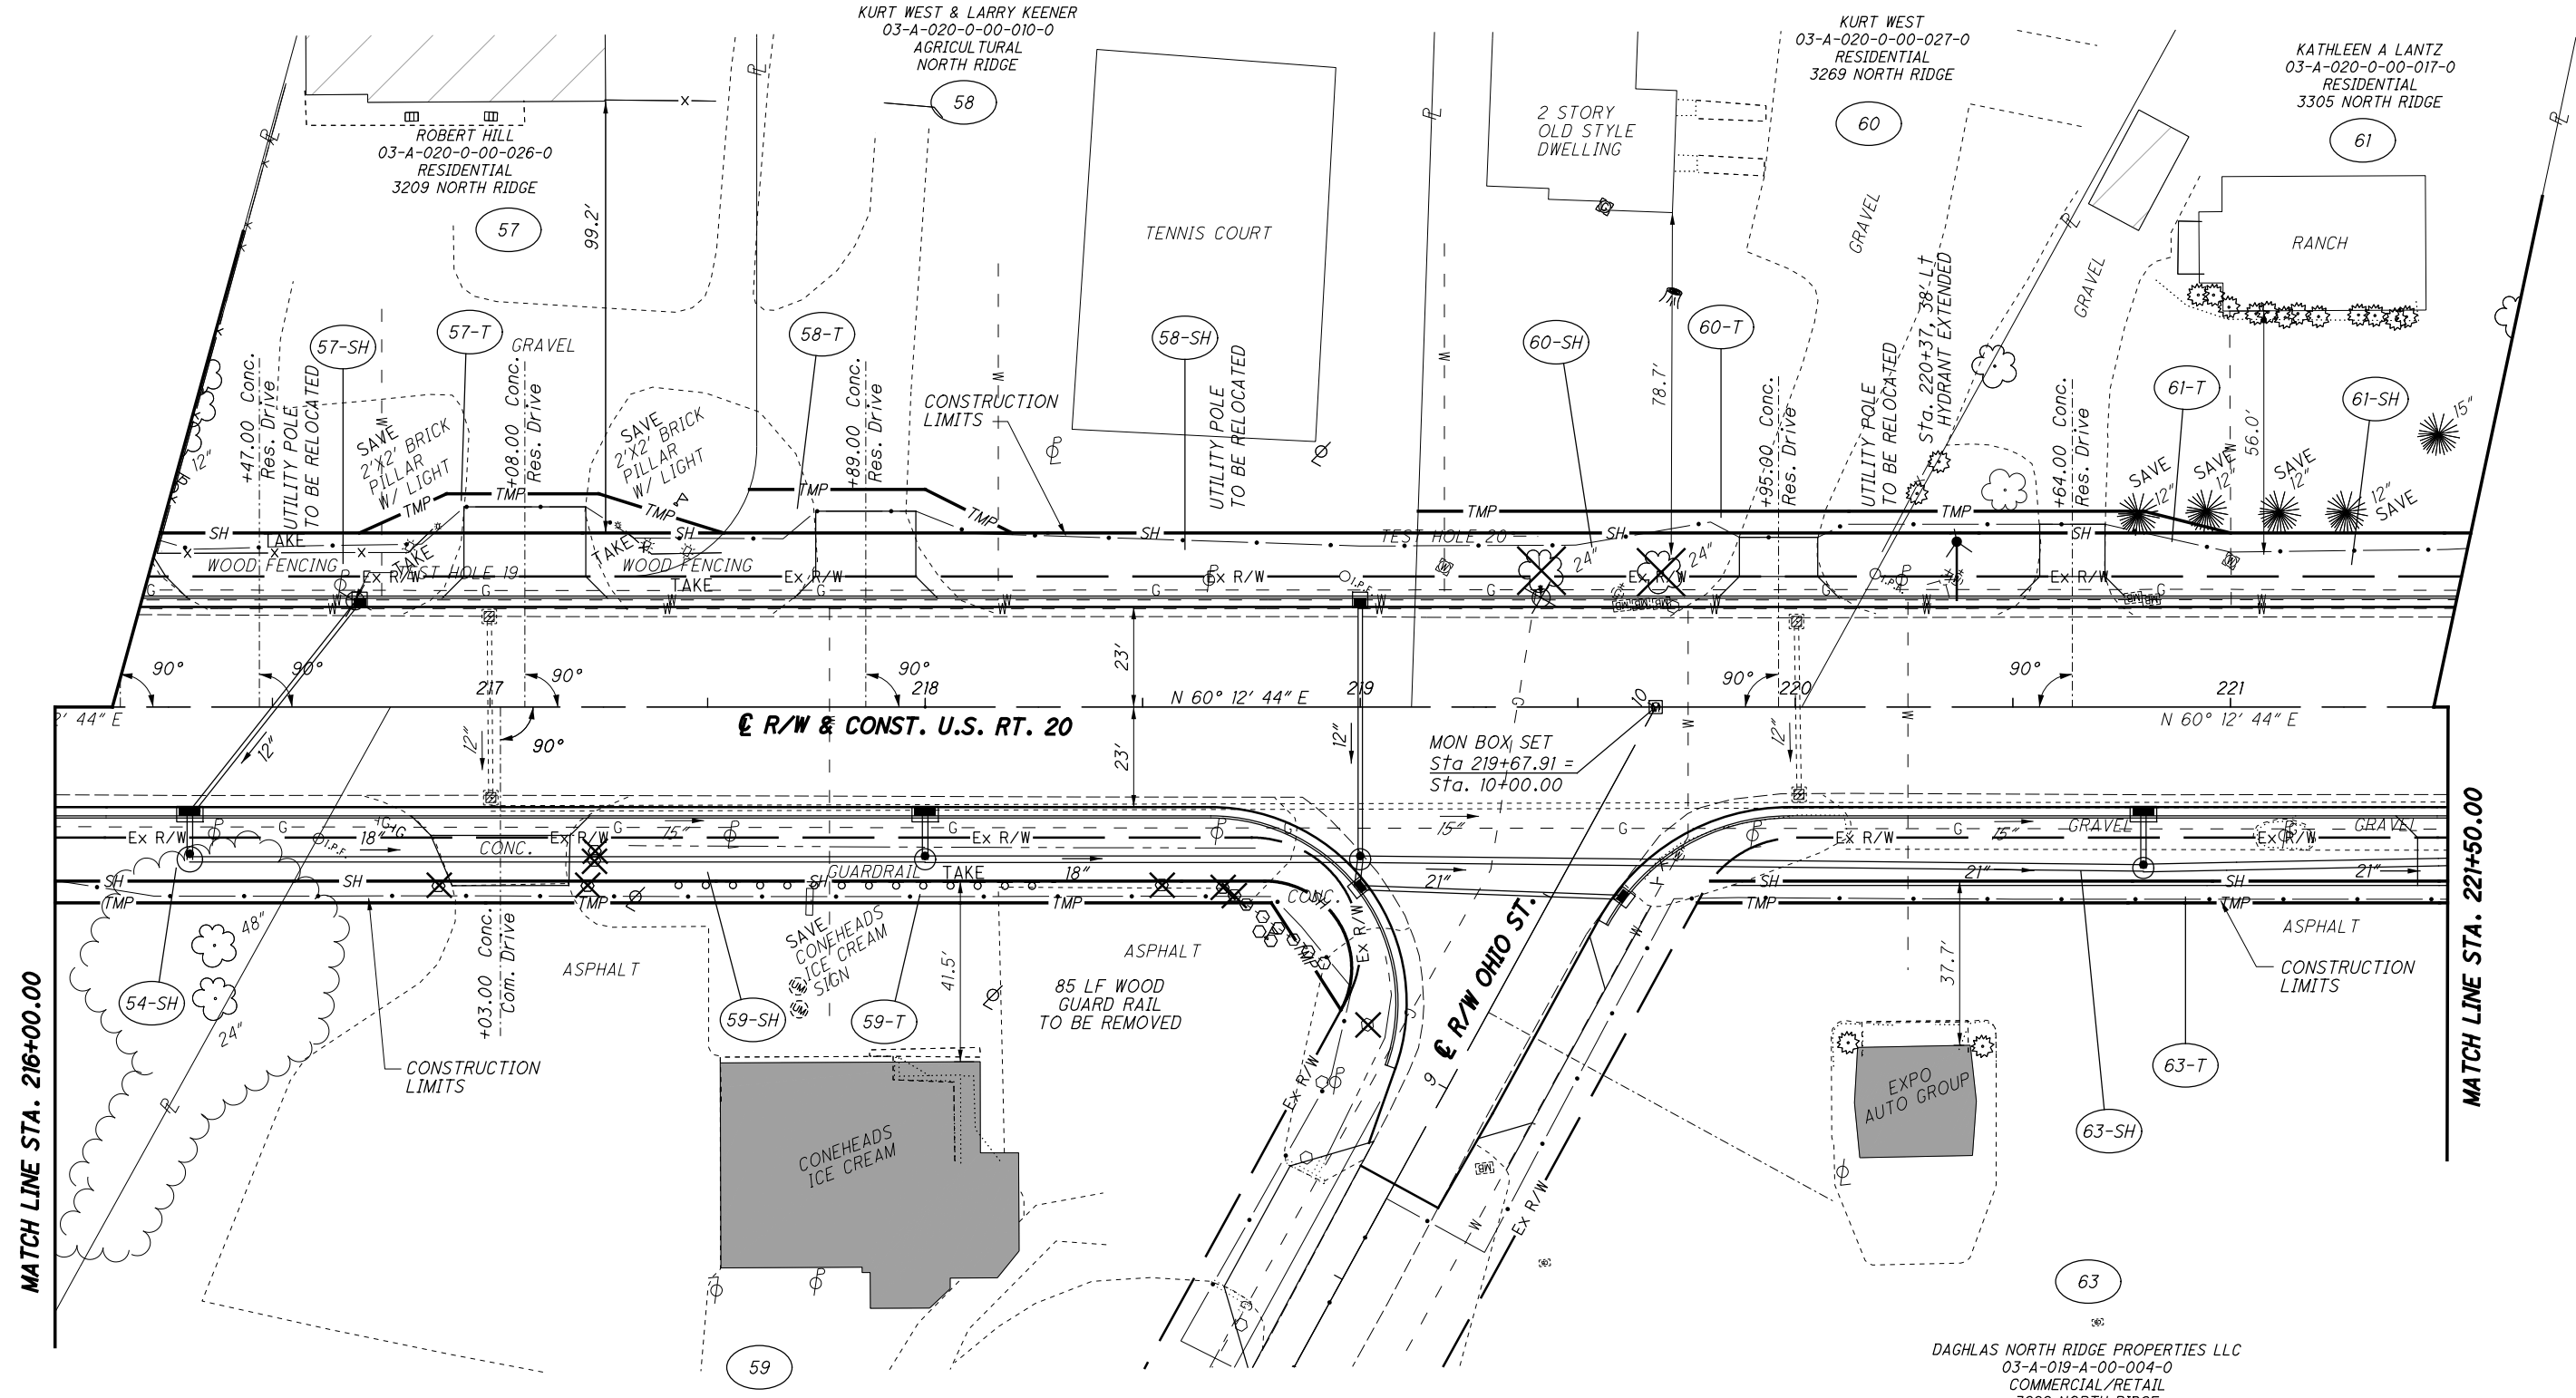 KURT WEST & LARRY KEENER
03-A-020-0-00-010-0
AGRICULTURAL
NORTH RIDGE
58
KURT WEST
03-A-020-0-00-027-0
RESIDENTIAL
3269 NORTH RIDGE
60
KATHLEEN A LANTZ
03-A-020-0-00-017-0
RESIDENTIAL
3305 NORTH RIDGE
61
ROBERT HILL
03-A-020-0-00-026-0
RESIDENTIAL
3209 NORTH RIDGE
57
99.2'
TENNIS COURT
2 STORY
OLD STYLE
DWELLING
GRAVEL
GRAVEL
RANCH
57-SH
57-T
GRAVEL
58-T
58-SH
60-SH
60-T
61-T
61-SH
+47.00 Conc.
Res. Drive
UTILITY POLE
TO BE RELOCATED
SAVE
2'X2' BRICK
PILLAR
W/ LIGHT
+08.00 Conc.
Res. Drive
SAVE
2'X2' BRICK
PILLAR
W/ LIGHT
+89.00 Conc.
Res. Drive
CONSTRUCTION
LIMITS
UTILITY POLE
TO BE RELOCATED
78.7'
+95.00 Conc.
Res. Drive
UTILITY POLE
TO BE RELOCATED
Sta. 220+37, 38' Lt
HYDRANT EXTENDED
+64.00 Conc.
Res. Drive
56.0'
15"
SAVE
12"
SAVE
12"
SAVE
12"
12"
SAVE
12"
TMP
TMP
TMP
TMP
TMP
TMP
TMP
SH
SH
SH
SH
SH
TAKE
WOOD FENCING
TAKE
TEST HOLE 19
TAKE
WOOD FENCING
TAKE
TEST HOLE 20
24"
24"
Ex R/W
Ex R/W
Ex R/W
Ex R/W
Ex R/W
23'
90°
90°
90°
90°
90°
90°
217
218
219
220
221
N 60° 12' 44" E
N 60° 12' 44" E
2' 44" E
℄ R/W & CONST. U.S. RT. 20
90°
12"
12"
12"
12"
23'
10
MON BOX SET
Sta 219+67.91 =
Sta. 10+00.00
Ex R/W
I.P.F.
18"
CONC.
Ex R/W
15"
Ex R/W
15"
Ex R/W
15"
GRAVEL
Ex R/W
GRAVEL
SH
SH
SH
GUARDRAIL
TAKE
18"
21"
21"
21"
SH
SH
SH
TMP
TMP
TMP
TMP
TMP
TMP
CONC.
48"
24"
54-SH
+03.00 Conc.
Com. Drive
ASPHALT
SAVE
CONEHEADS
ICE CREAM
SIGN
59-SH
59-T
41.5'
ASPHALT
85 LF WOOD
GUARD RAIL
TO BE REMOVED
CONSTRUCTION
LIMITS
CONEHEADS
ICE CREAM
59
Ex R/W
Ex R/W
Ex R/W
9
℄ R/W OHIO ST.
37.7'
EXPO
AUTO GROUP
ASPHALT
CONSTRUCTION
LIMITS
63-T
63-SH
63
DAGHLAS NORTH RIDGE PROPERTIES LLC
03-A-019-A-00-004-0
COMMERCIAL/RETAIL
MATCH LINE STA. 216+00.00
MATCH LINE STA. 221+50.00